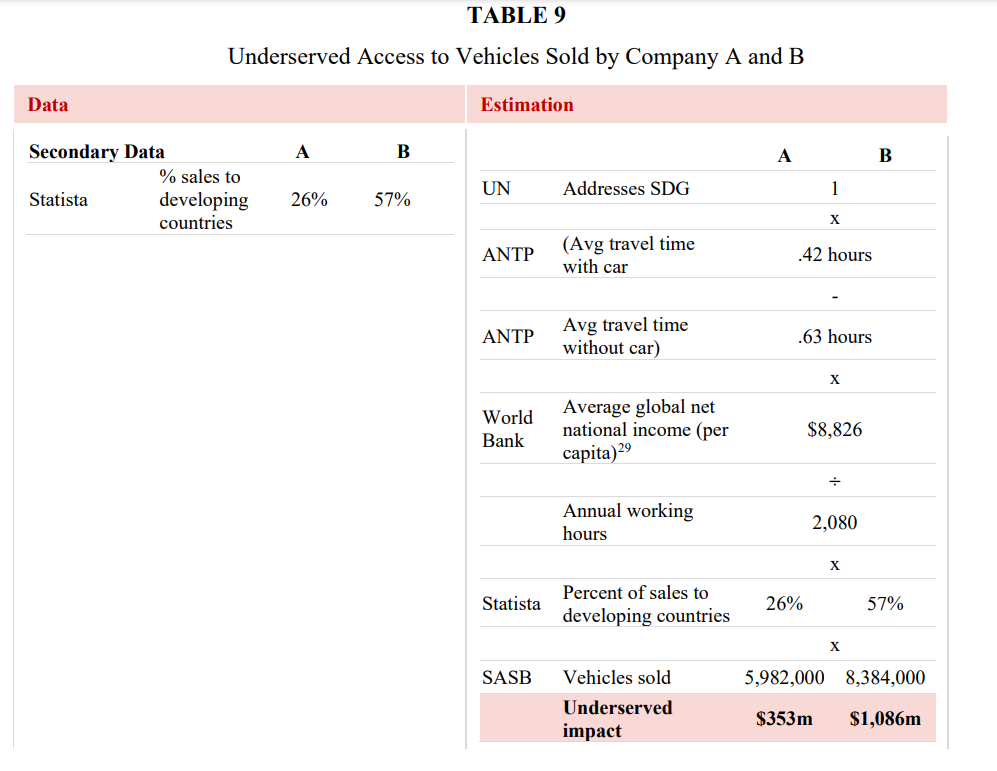 TABLE 9
Underserved Access to Vehicles Sold by Company A and B
Data
Secondary Data A B
% sales to
Statista developing 26% 57%
countries
Estimation
A B
UN Addresses SDG 1
x
(Avg travel time
ANTP .42 hours
with car
-
Avg travel time
ANTP .63 hours
without car)
x
Average global net
World
national income (per $8,826
Bank
capita)29
÷
Annual working
2,080
hours
x
Percent of sales to
Statista 26% 57%
developing countries
x
SASB Vehicles sold 5,982,000 8,384,000
Underserved
$353m $1,086m
impact